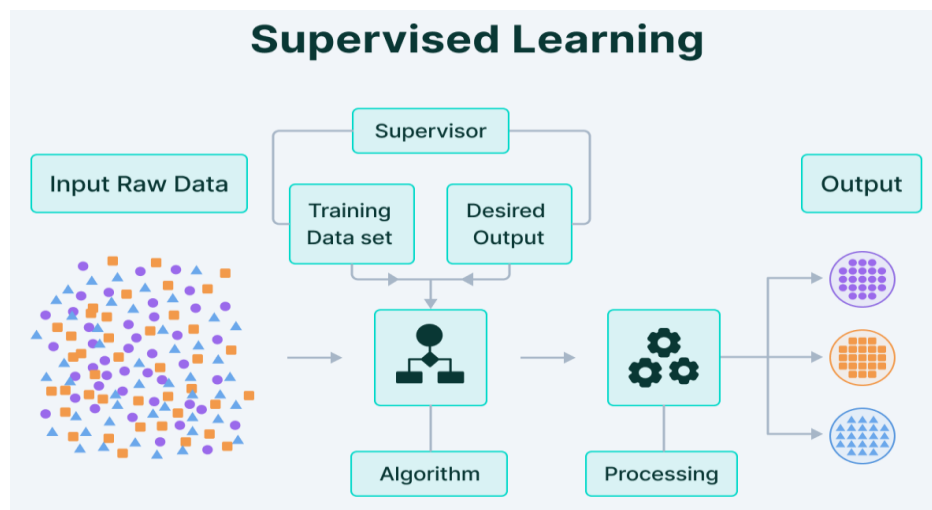 Supervised Learning
Supervisor
Input Raw Data
Training
Data set
Desired
Output
Output
Algorithm
Processing